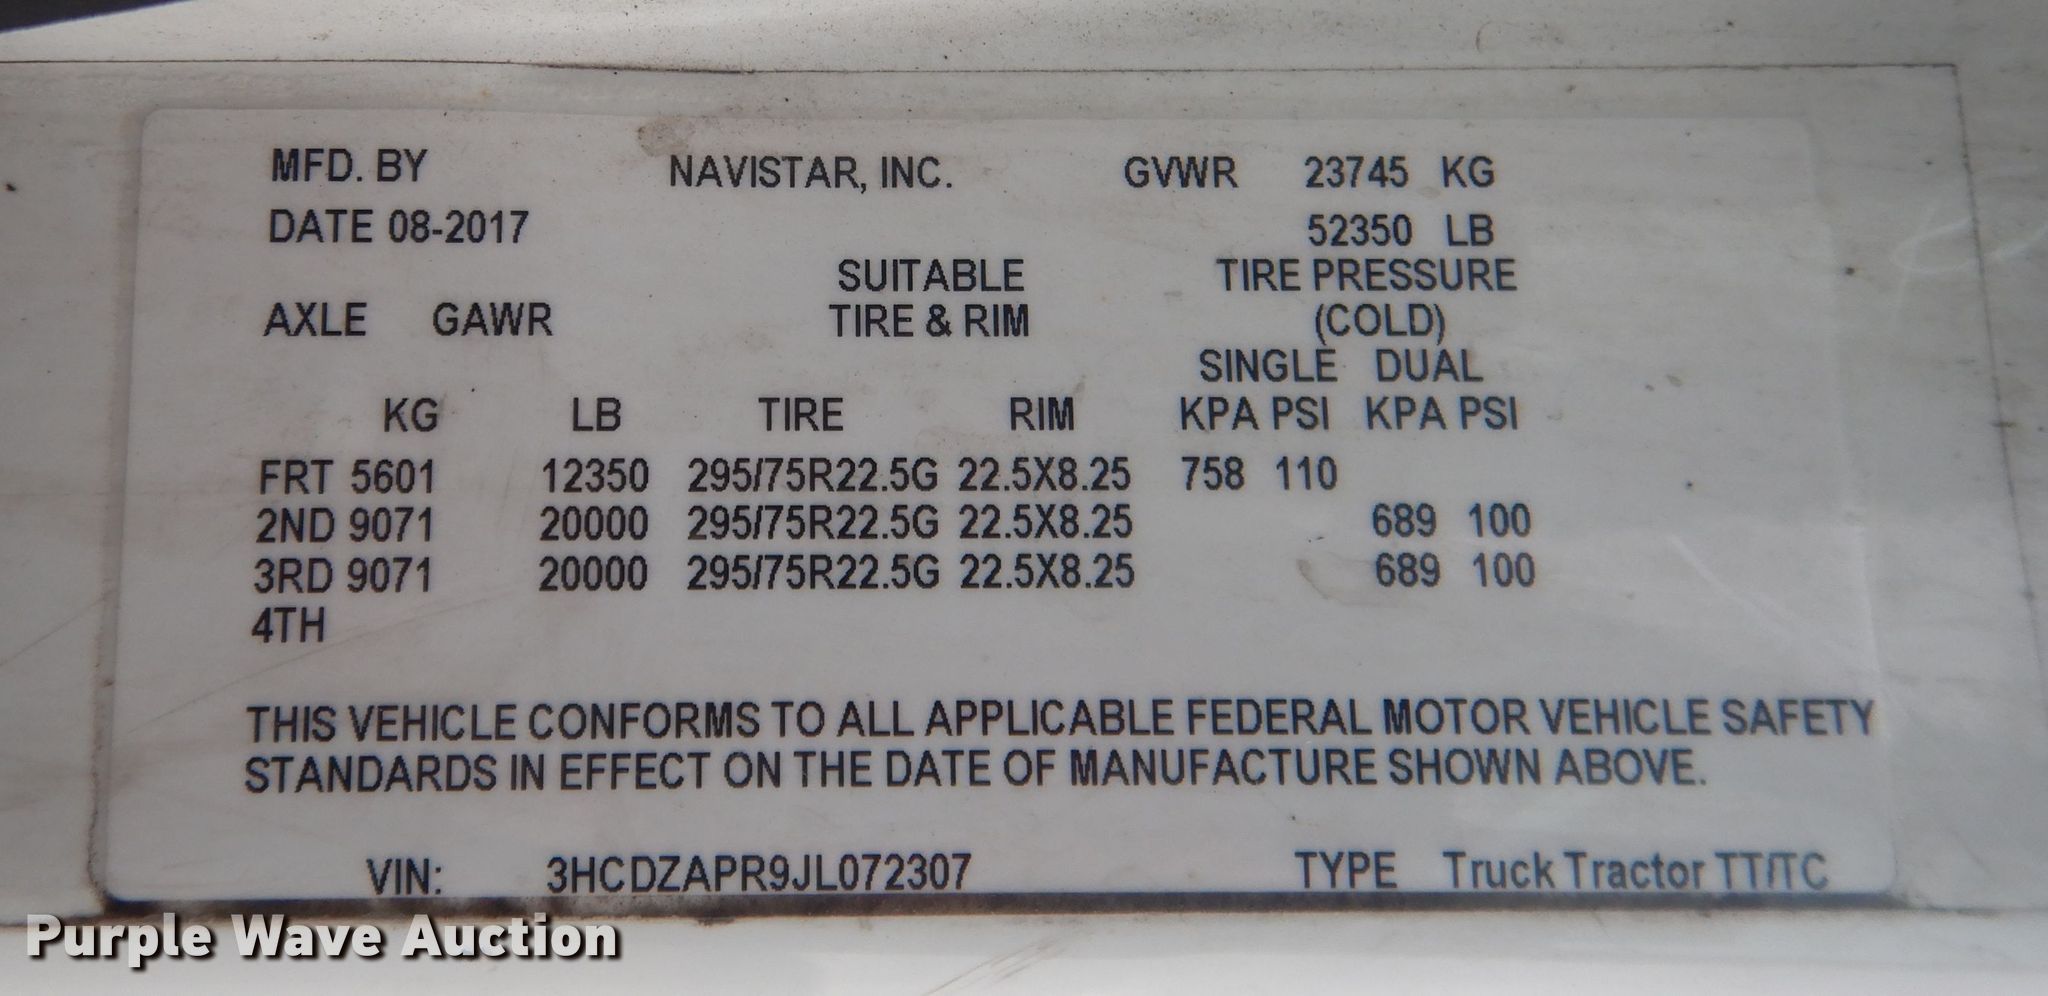 MFD. BY NAVISTAR, INC. GVWR 23745 KG
DATE 08-2017 52350 LB
SUITABLE TIRE PRESSURE
AXLE GAWR TIRE & RIM (COLD)
SINGLE DUAL
KG LB TIRE RIM KPA PSI KPA PSI
FRT 5601 12350 295/75R22.5G 22.5X8.25 758 110
2ND 9071 20000 295/75R22.5G 22.5X8.25 689 100
3RD 9071 20000 295/75R22.5G 22.5X8.25 689 100
4TH
THIS VEHICLE CONFORMS TO ALL APPLICABLE FEDERAL MOTOR VEHICLE SAFETY
STANDARDS IN EFFECT ON THE DATE OF MANUFACTURE SHOWN ABOVE.
VIN: 3HCDZAPR9JL072307 TYPE Truck Tractor TT/TC
Purple Wave Auction